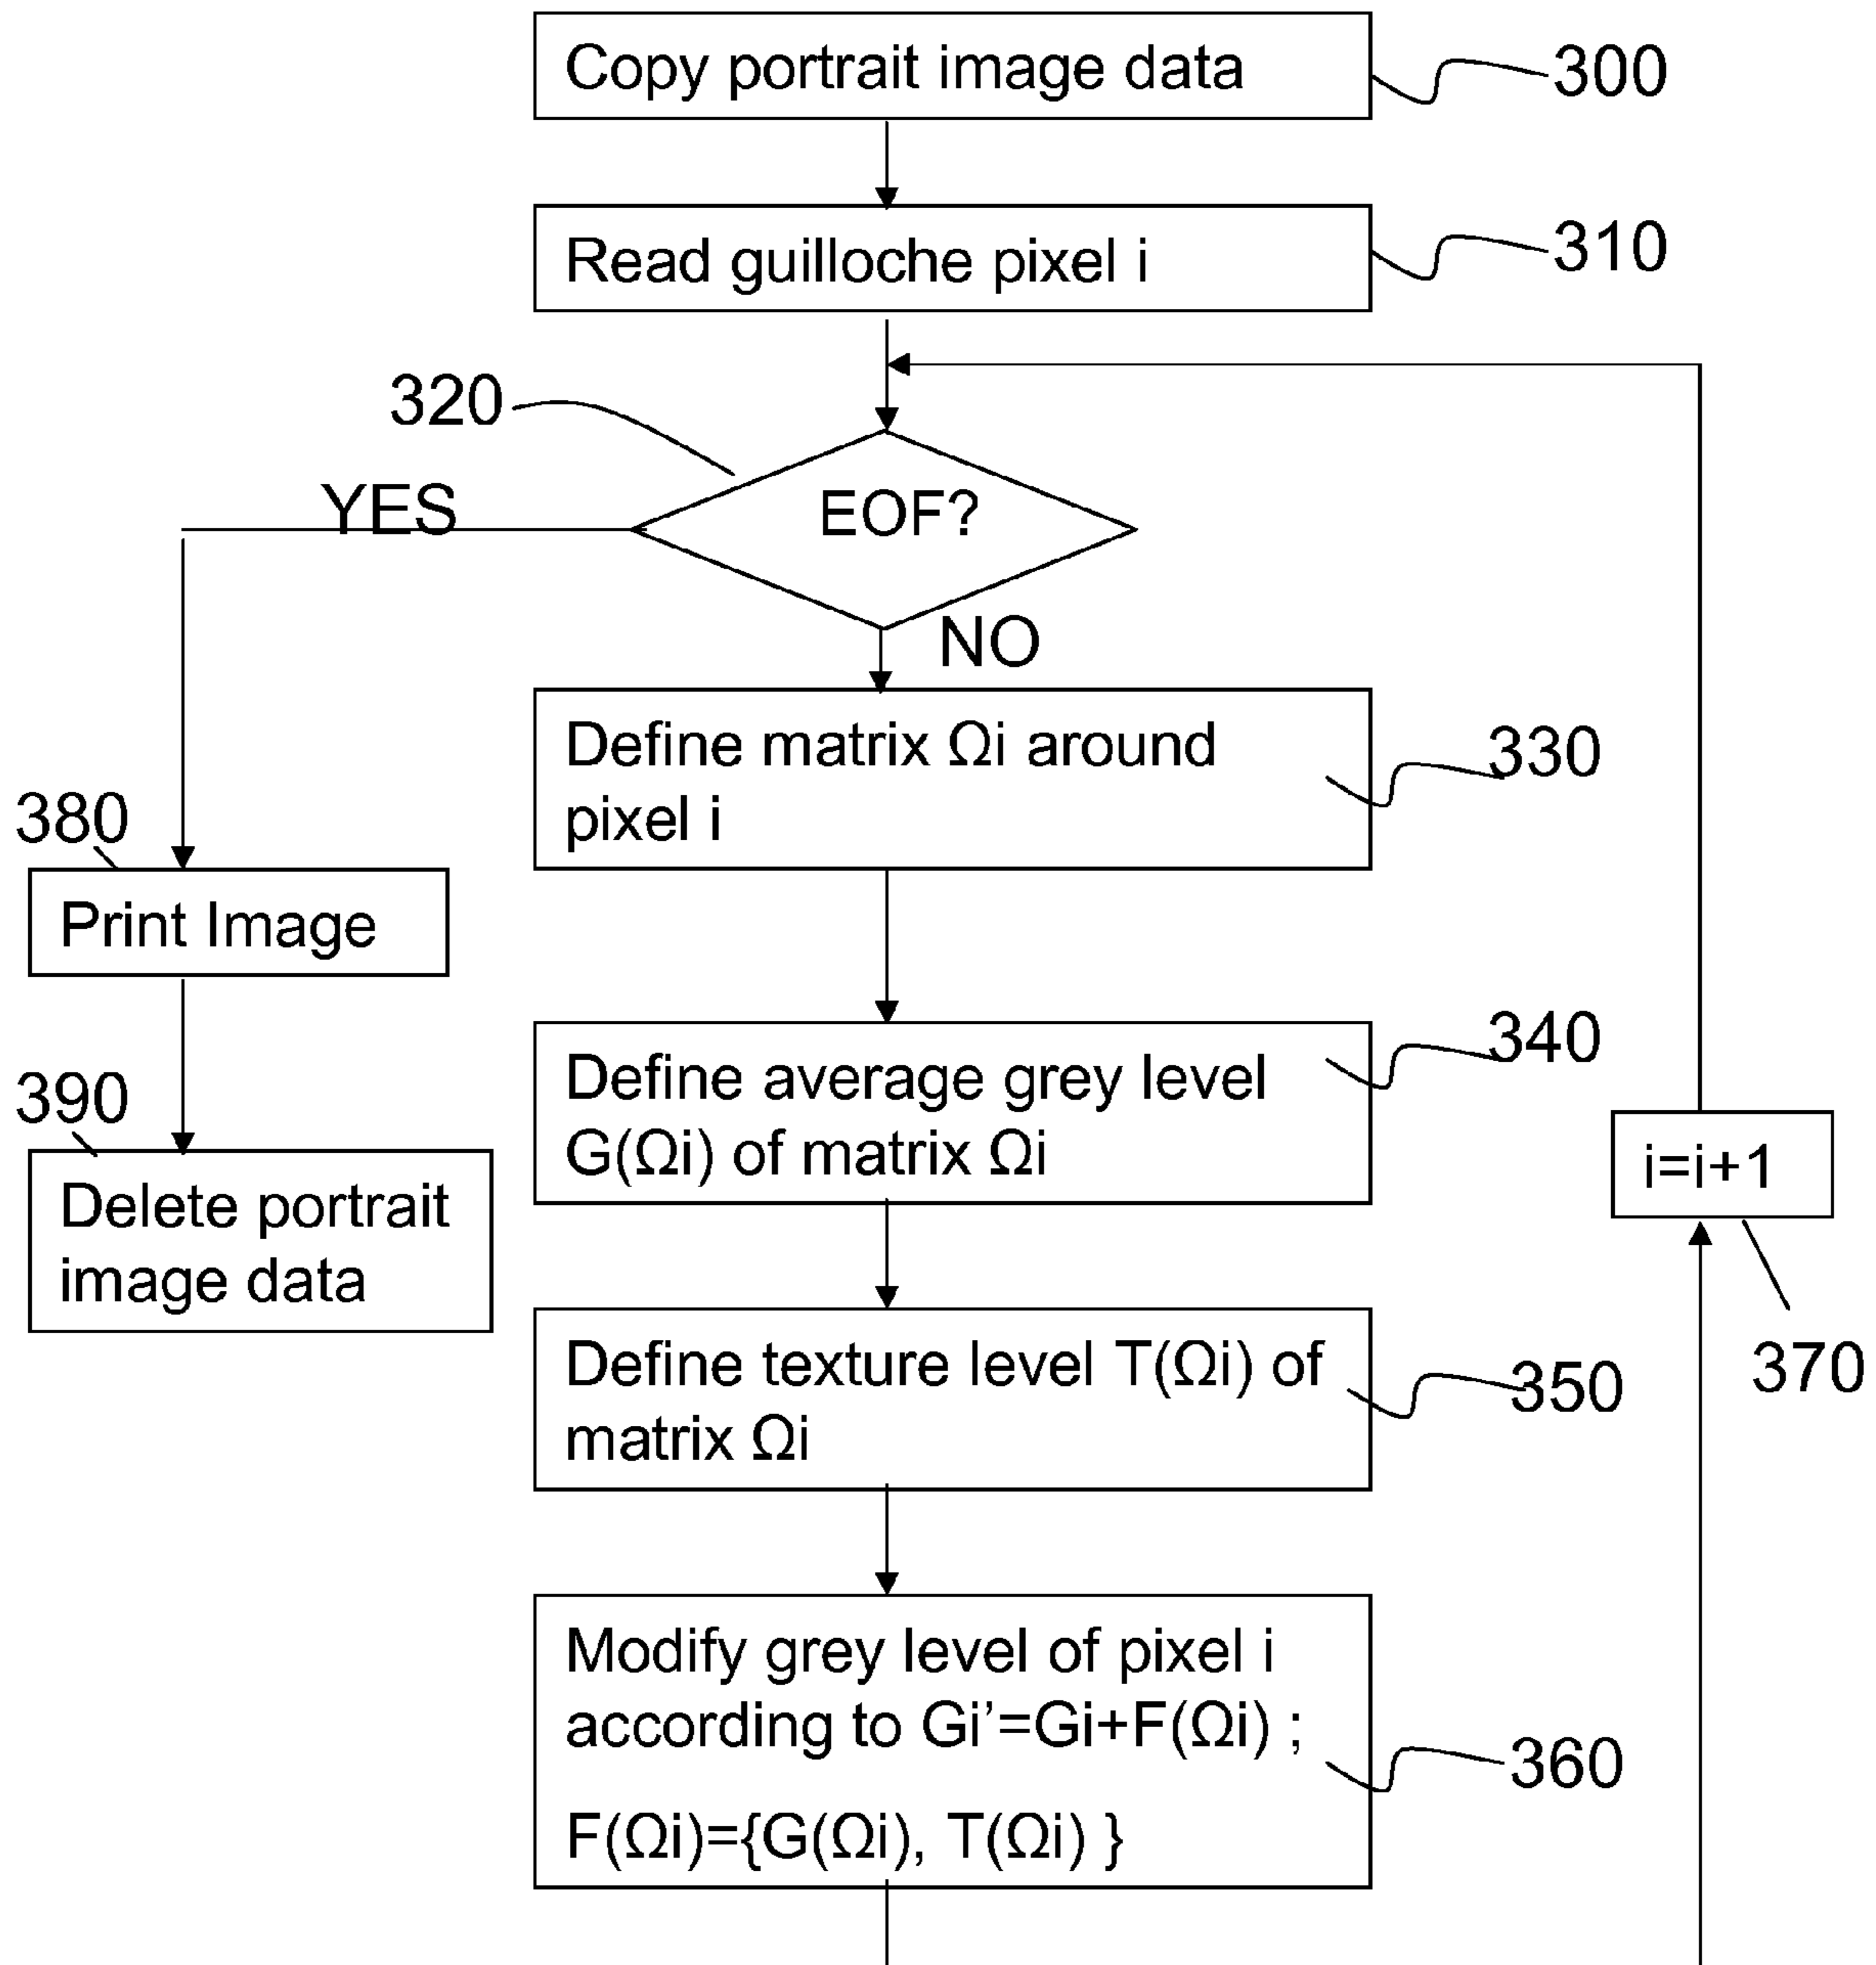 Copy portrait image data
300
Read guilloche pixel i
310
320
EOF?
YES
NO
Define matrix Ωi around
pixel i
330
380
Print Image
Define average grey level
G(Ωi) of matrix Ωi
340
390
Delete portrait
image data
i=i+1
370
Define texture level T(Ωi) of
matrix Ωi
350
Modify grey level of pixel i
according to Gi’=Gi+F(Ωi) ;
F(Ωi)={G(Ωi), T(Ωi) }
360